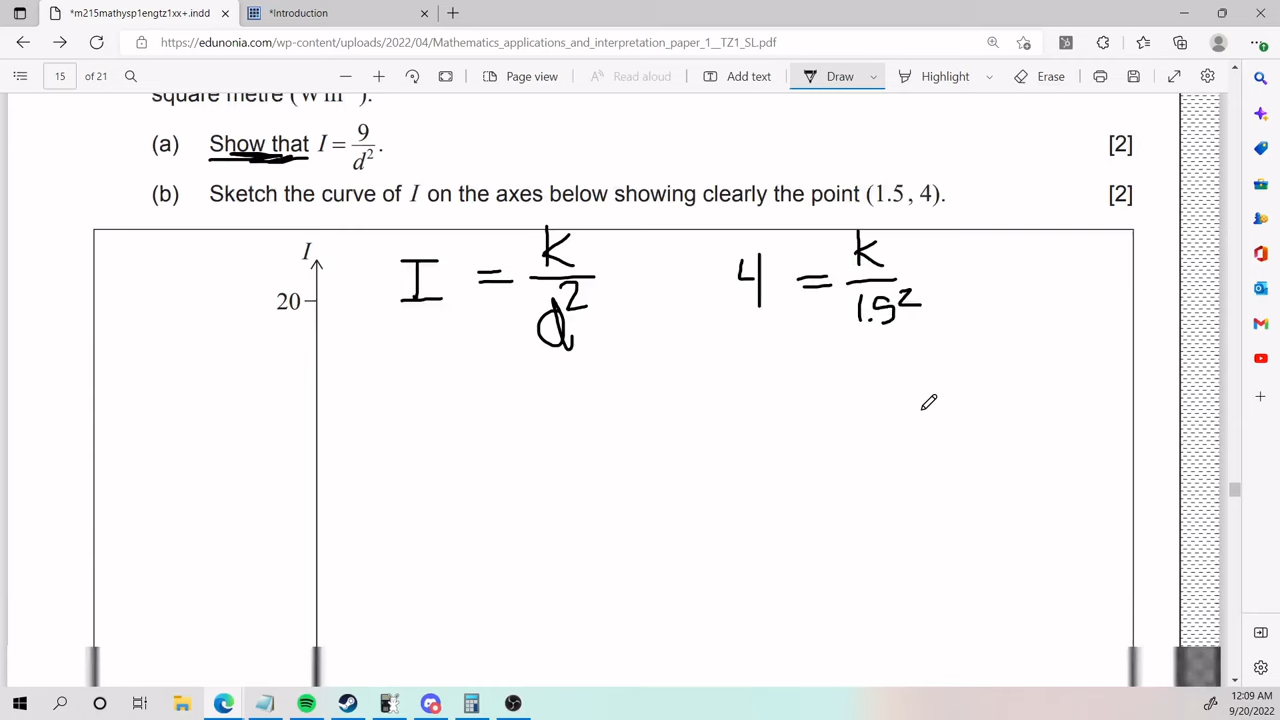 *m215mathysp1engtz1xx+.indd
*Introduction
https://edunonia.com/wp-content/uploads/2022/04/Mathematics_applications_and_interpretation_paper_1__TZ1_SL.pdf
15 of 21
Page view
Read aloud
Add text
Draw
Highlight
Erase
square metre (W m
(a) Show that I = 9/d² . [2]
(b) Sketch the curve of I on the axes below showing clearly the point (1.5 , 4). [2]
I
20
I = k/d²
4 = k/1.5²
12:09 AM
9/20/2022